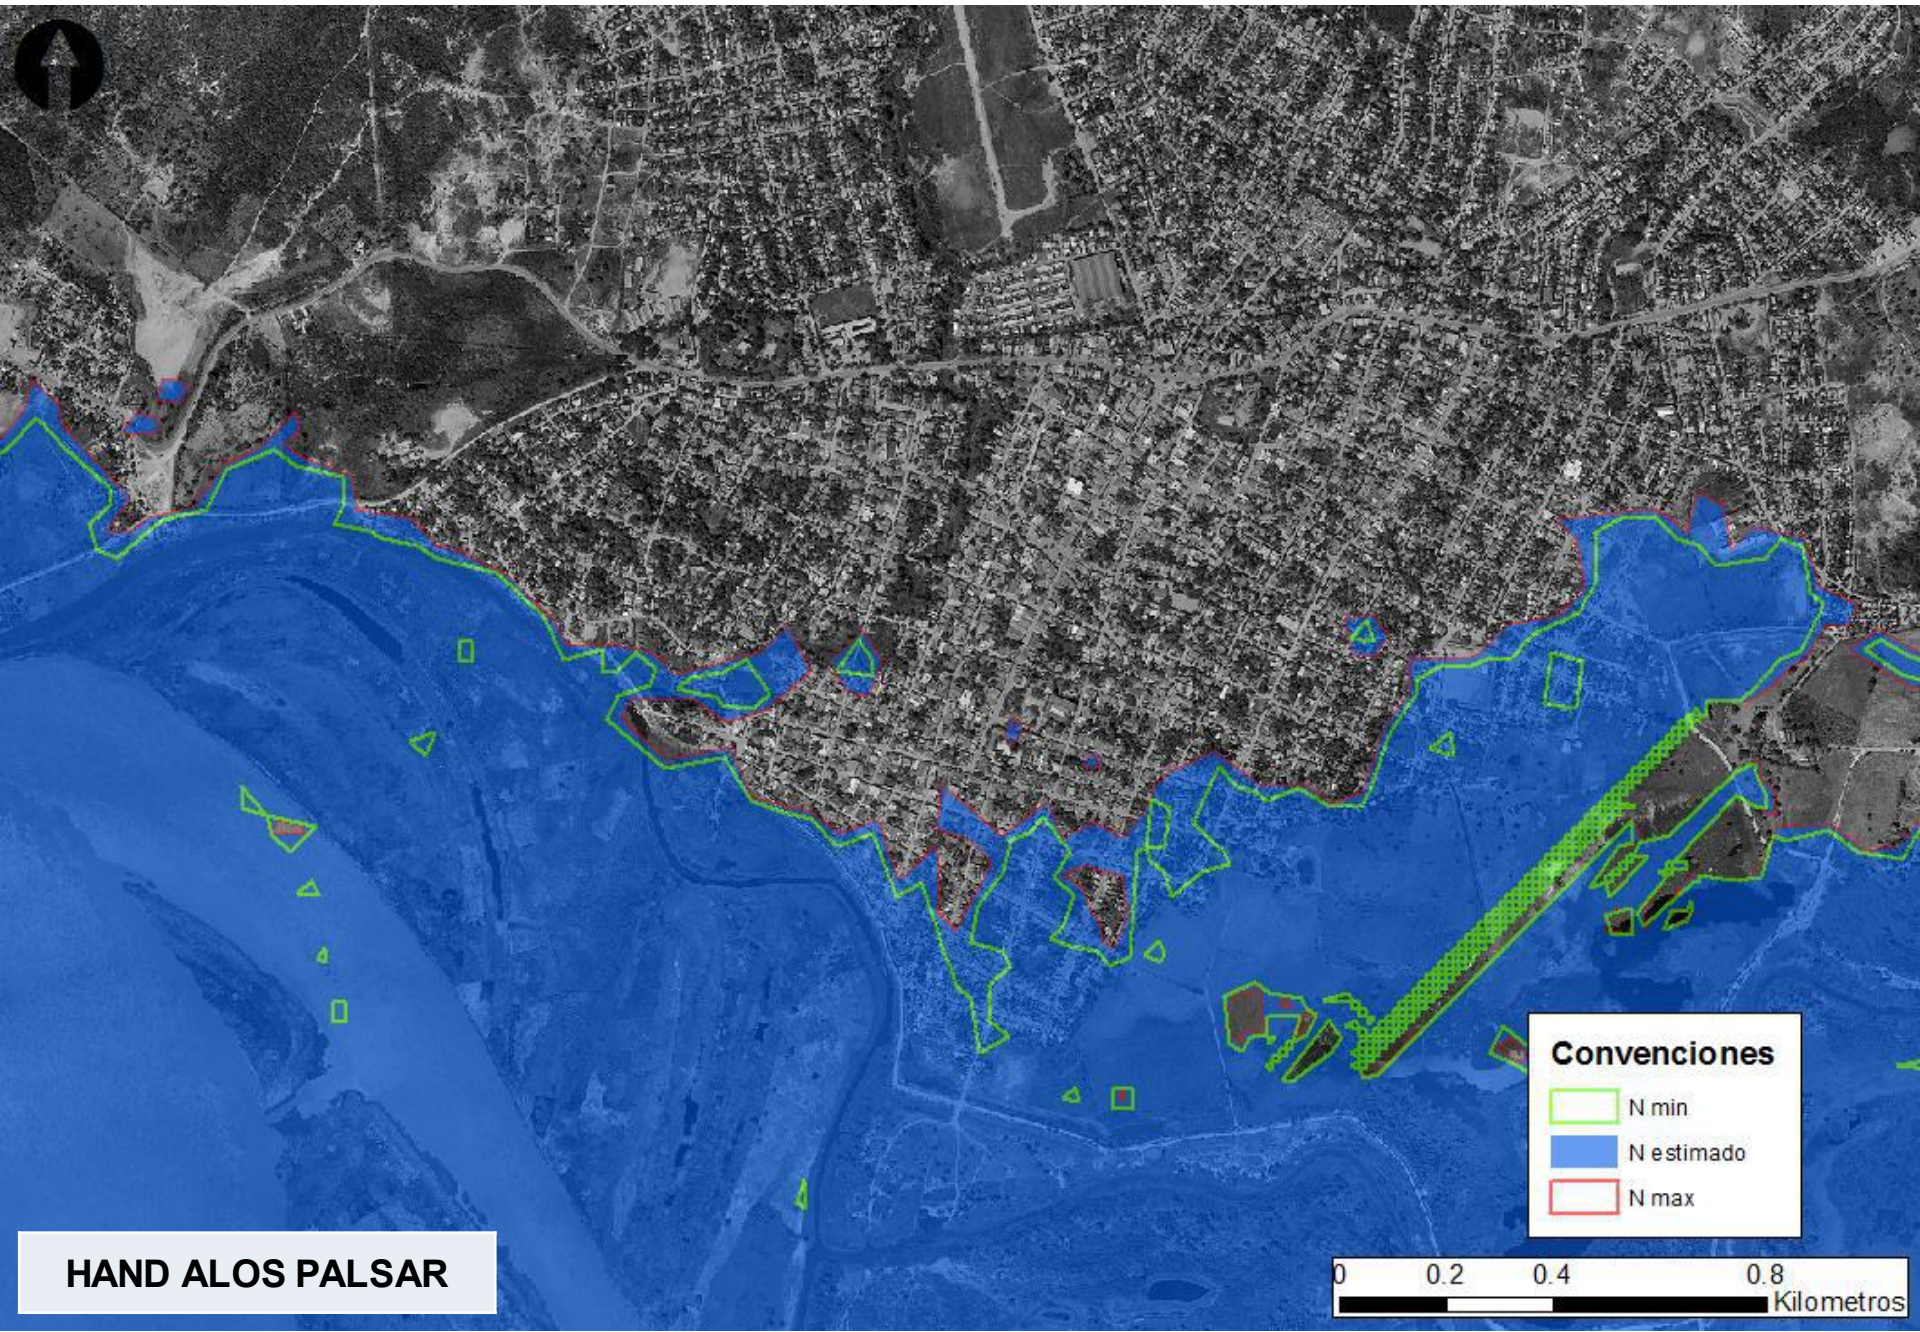 Convenciones
N min
N estimado
N max
HAND ALOS PALSAR
0 0.2 0.4 0.8
Kilometros